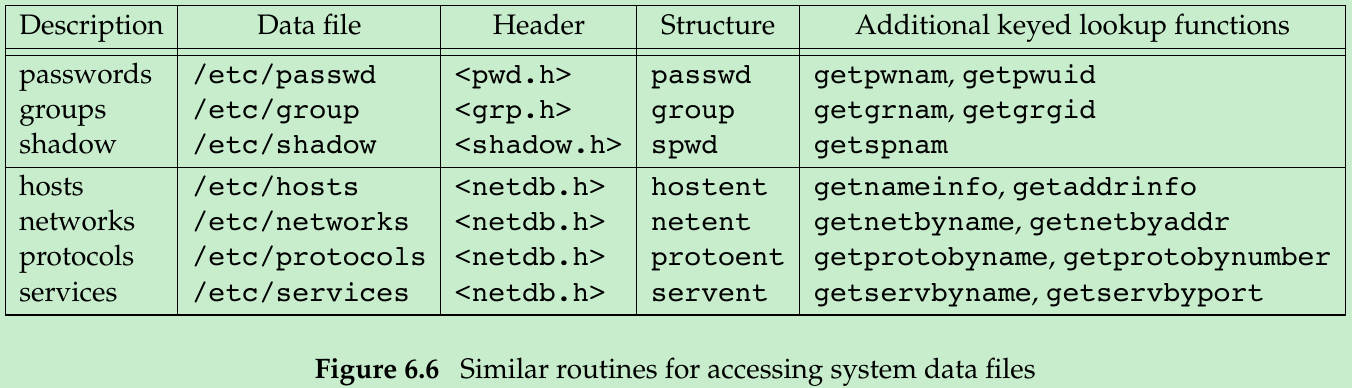 Description Data file Header Structure Additional keyed lookup functions
passwords /etc/passwd <pwd.h> passwd getpwnam, getpwuid
groups /etc/group <grp.h> group getgrnam, getgrgid
shadow /etc/shadow <shadow.h> spwd getspnam
hosts /etc/hosts <netdb.h> hostent getnameinfo, getaddrinfo
networks /etc/networks <netdb.h> netent getnetbyname, getnetbyaddr
protocols /etc/protocols <netdb.h> protoent getprotobyname, getprotobynumber
services /etc/services <netdb.h> servent getservbyname, getservbyport
Figure 6.6 Similar routines for accessing system data files